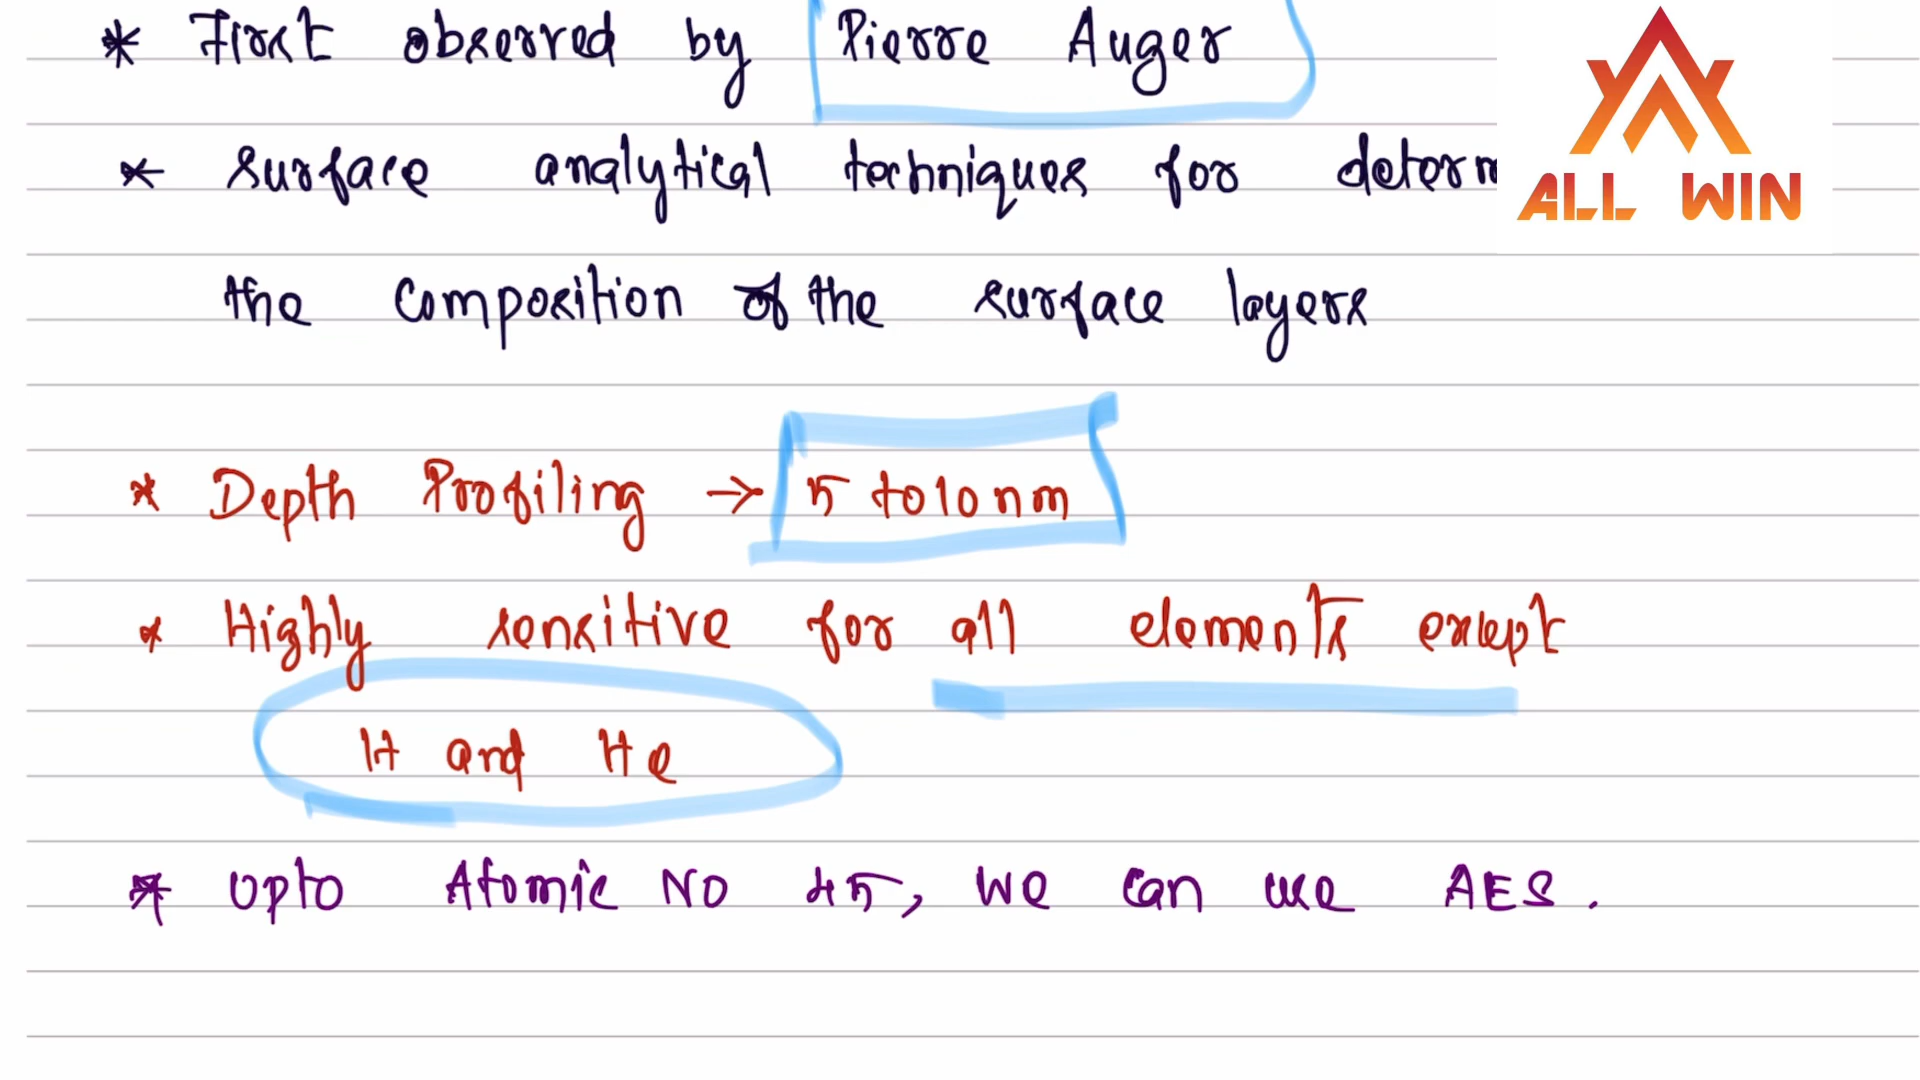 * First observed by Pierre Auger
* surface analytical techniques for determ
the composition of the surface layers
* Depth Profiling → 5 to 10 nm
* Highly sensitive for all elements except
H and He
* Upto Atomic No 45, we can use AES.
ALL WIN